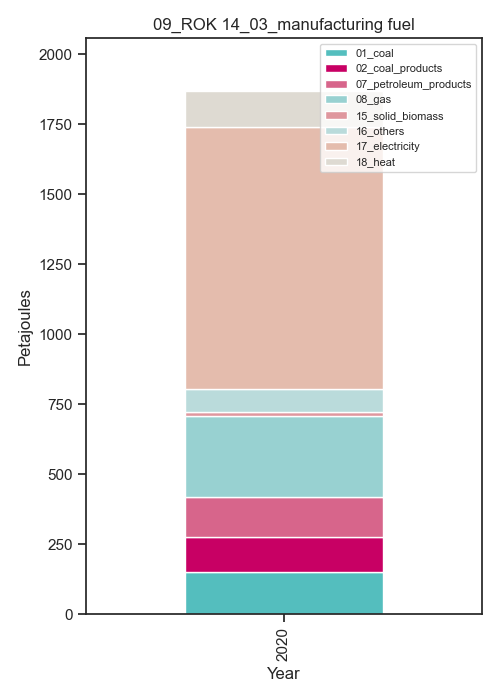 09_ROK 14_03_manufacturing fuel
01_coal
02_coal_products
07_petroleum_products
08_gas
15_solid_biomass
16_others
17_electricity
18_heat
Petajoules
2000
1750
1500
1250
1000
750
500
250
0
2020
Year